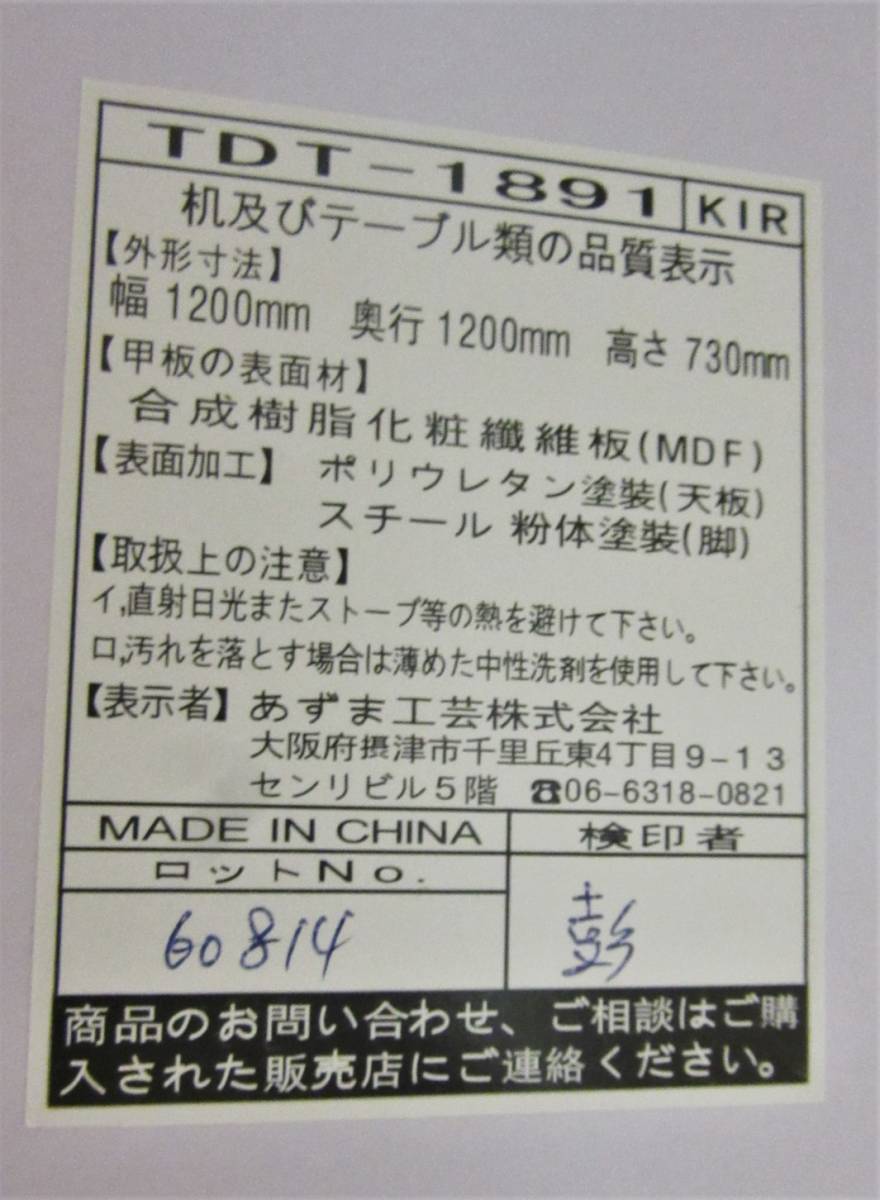 TDT-1891 KIR
机及びテーブル類の品質表示
【外形寸法】
幅 1200mm 奥行 1200mm 高さ 730mm
【甲板の表面材】
合成樹脂化粧繊維板(MDF)
【表面加工】 ポリウレタン塗装(天板)
スチール 粉体塗装(脚)
【取扱上の注意】
イ,直射日光またストーブ等の熱を避けて下さい。
ロ,汚れを落とす場合は薄めた中性洗剤を使用して下さい。
【表示者】 あずま工芸株式会社
大阪府摂津市千里丘東4丁目9-13
センリビル5階 ☎06-6318-0821
MADE IN CHINA 検印者
ロットNo.
60814 彭
商品のお問い合わせ、ご相談はご購
入された販売店にご連絡ください。